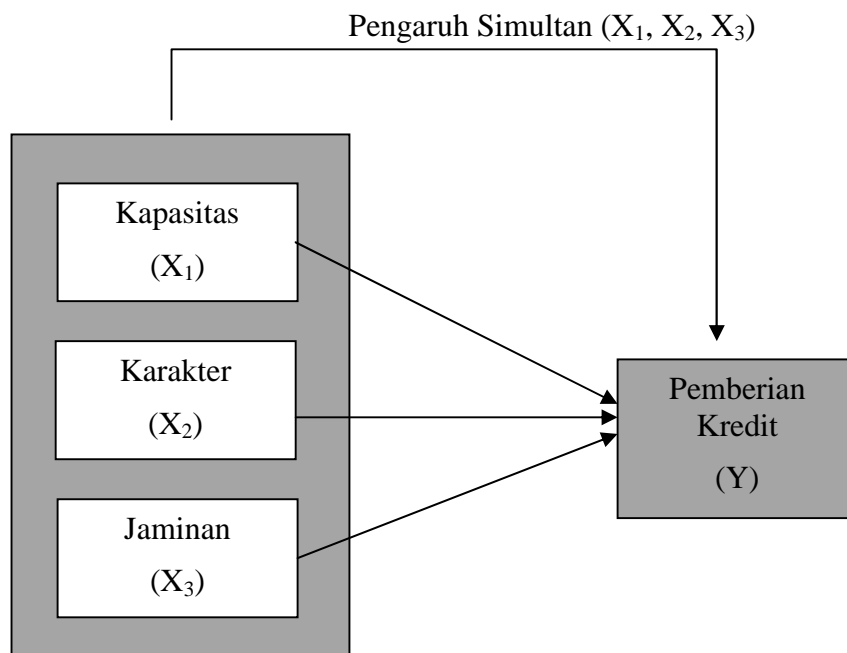 Pengaruh Simultan (X₁, X₂, X₃)
Kapasitas
(X₁)
Karakter
(X₂)
Jaminan
(X₃)
Pemberian
Kredit
(Y)